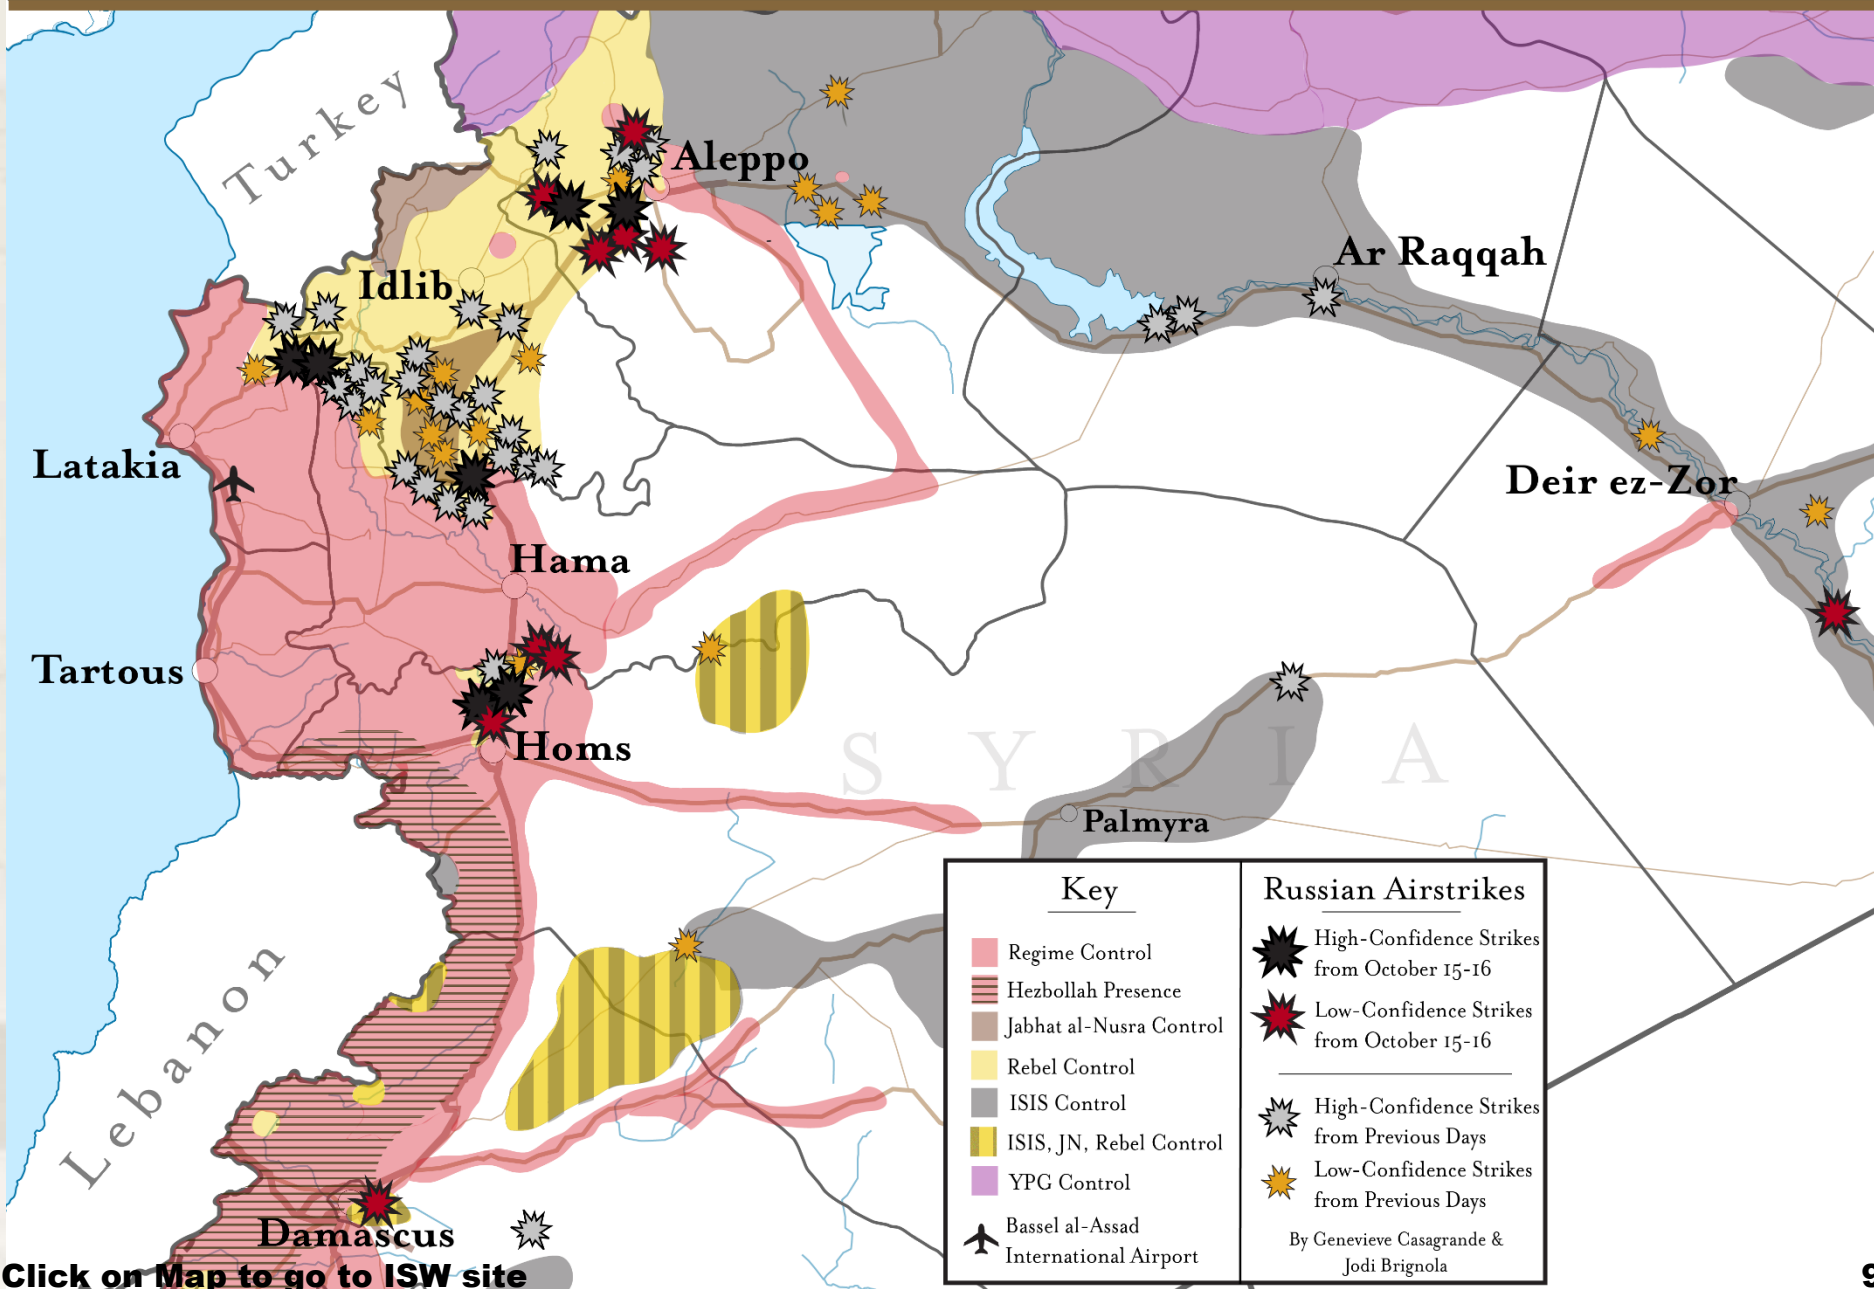 Turkey
Aleppo
Idlib
Ar Raqqah
Latakia
Deir ez-Zor
Hama
Tartous
Homs
SYRIA
Palmyra
Lebanon
Damascus
Key
Regime Control
Hezbollah Presence
Jabhat al-Nusra Control
Rebel Control
ISIS Control
ISIS, JN, Rebel Control
YPG Control
Bassel al-Assad
International Airport
Russian Airstrikes
High-Confidence Strikes
from October 15-16
Low-Confidence Strikes
from October 15-16
High-Confidence Strikes
from Previous Days
Low-Confidence Strikes
from Previous Days
By Genevieve Casagrande &
Jodi Brignola
Click on Map to go to ISW site
9